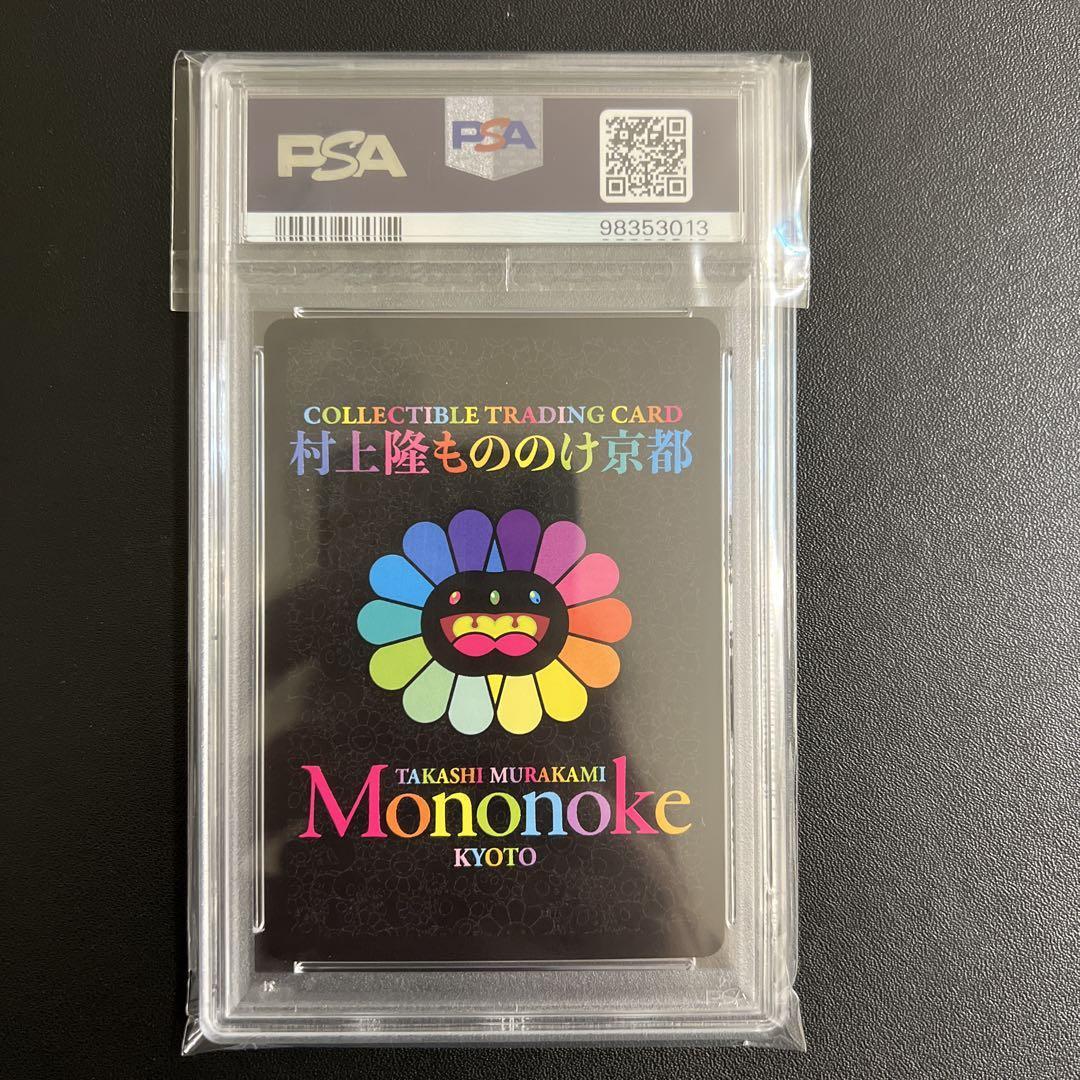 PSA PSA
98353013
COLLECTIBLE TRADING CARD
村上隆もののけ京都
TAKASHI MURAKAMI
Mononoke
KYOTO